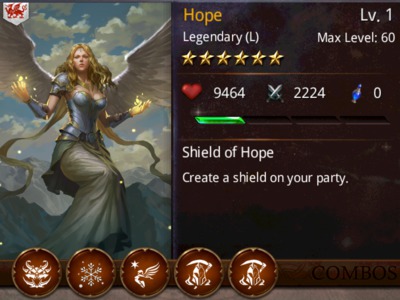 Hope
Lv. 1
Legendary (L)
Max Level: 60
9464
2224
0
Shield of Hope
Create a shield on your party.
COMBOS